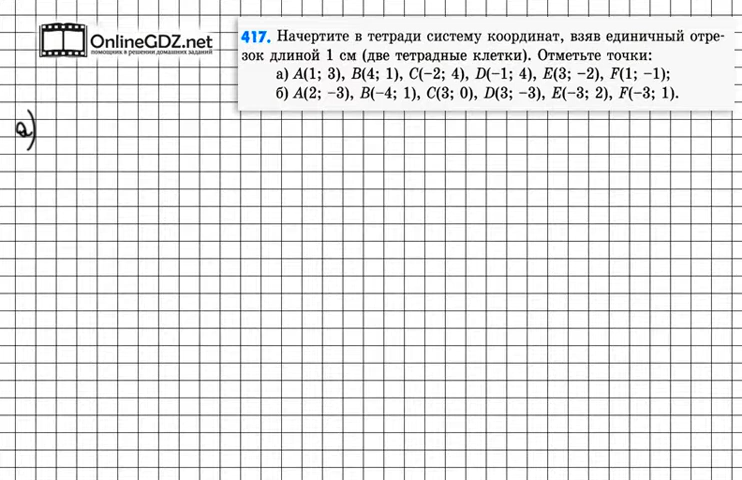 OnlineGDZ.net
помощник в решении домашних заданий
417. Начертите в тетради систему координат, взяв единичный отре-
зок длиной 1 см (две тетрадные клетки). Отметьте точки:
а) A(1; 3), B(4; 1), C(−2; 4), D(−1; 4), E(3; −2), F(1; −1);
б) A(2; −3), B(−4; 1), C(3; 0), D(3; −3), E(−3; 2), F(−3; 1).
а)